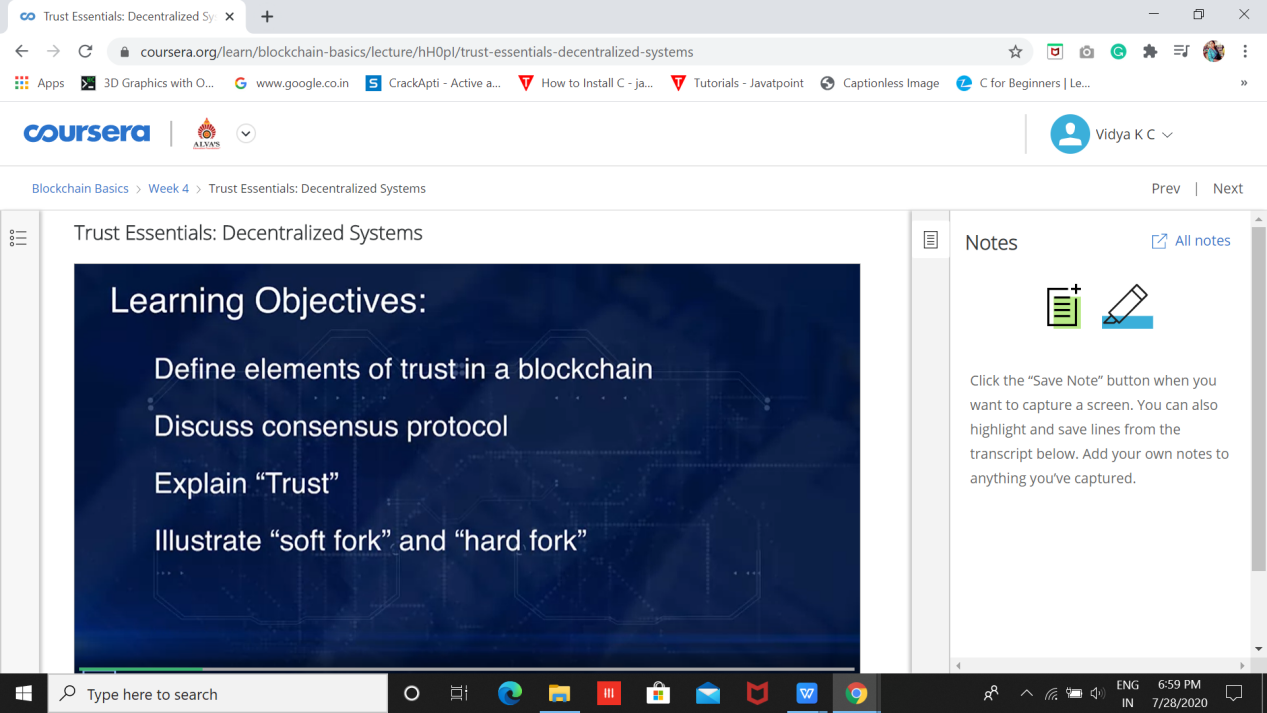 Trust Essentials: Decentralized Sy
coursera.org/learn/blockchain-basics/lecture/hH0pl/trust-essentials-decentralized-systems
Apps 3D Graphics with O... www.google.co.in CrackApti - Active a... How to Install C - ja... Tutorials - Javatpoint Captionless Image C for Beginners | Le... »
coursera ALVA'S Vidya K C
Blockchain Basics > Week 4 > Trust Essentials: Decentralized Systems Prev | Next
Trust Essentials: Decentralized Systems
Learning Objectives:
Define elements of trust in a blockchain
Discuss consensus protocol
Explain “Trust”
Illustrate “soft fork” and “hard fork”
Notes All notes
Click the “Save Note” button when you
want to capture a screen. You can also
highlight and save lines from the
transcript below. Add your own notes to
anything you’ve captured.
Type here to search
ENG
IN
6:59 PM
7/28/2020